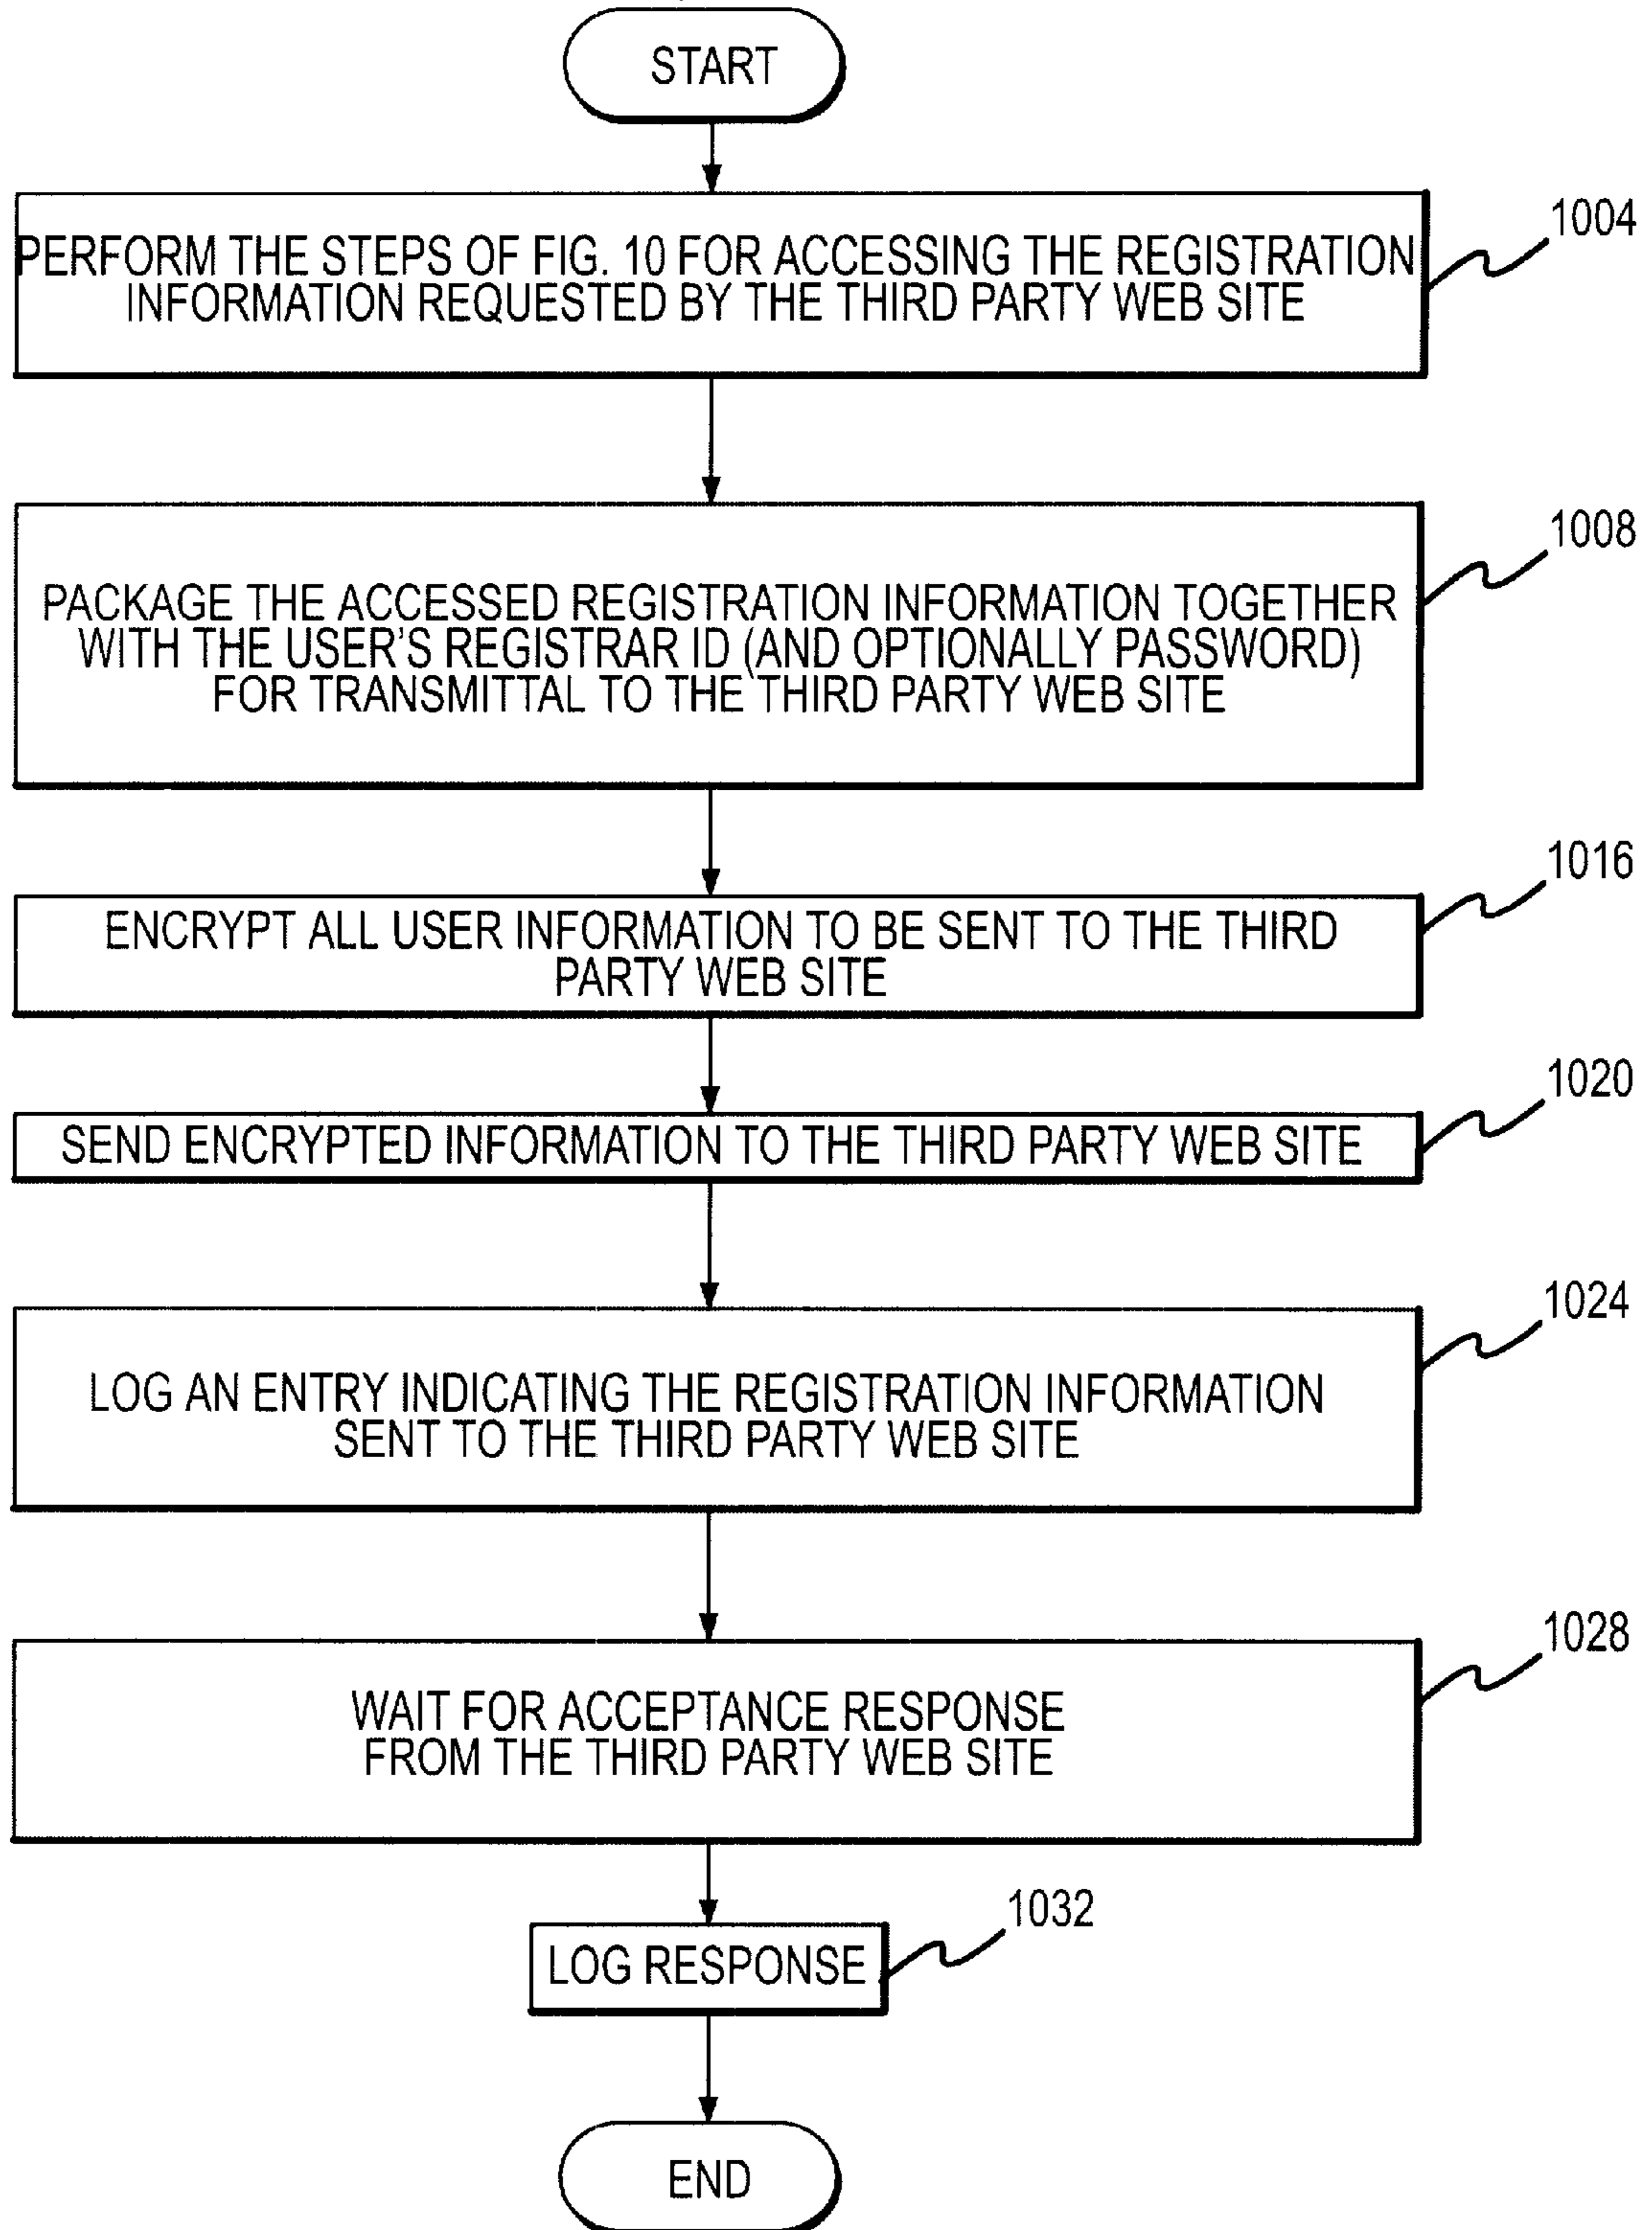 START
PERFORM THE STEPS OF FIG. 10 FOR ACCESSING THE REGISTRATION
INFORMATION REQUESTED BY THE THIRD PARTY WEB SITE
1004
PACKAGE THE ACCESSED REGISTRATION INFORMATION TOGETHER
WITH THE USER'S REGISTRAR ID (AND OPTIONALLY PASSWORD)
FOR TRANSMITTAL TO THE THIRD PARTY WEB SITE
1008
ENCRYPT ALL USER INFORMATION TO BE SENT TO THE THIRD
PARTY WEB SITE
1016
SEND ENCRYPTED INFORMATION TO THE THIRD PARTY WEB SITE
1020
LOG AN ENTRY INDICATING THE REGISTRATION INFORMATION
SENT TO THE THIRD PARTY WEB SITE
1024
WAIT FOR ACCEPTANCE RESPONSE
FROM THE THIRD PARTY WEB SITE
1028
LOG RESPONSE
1032
END